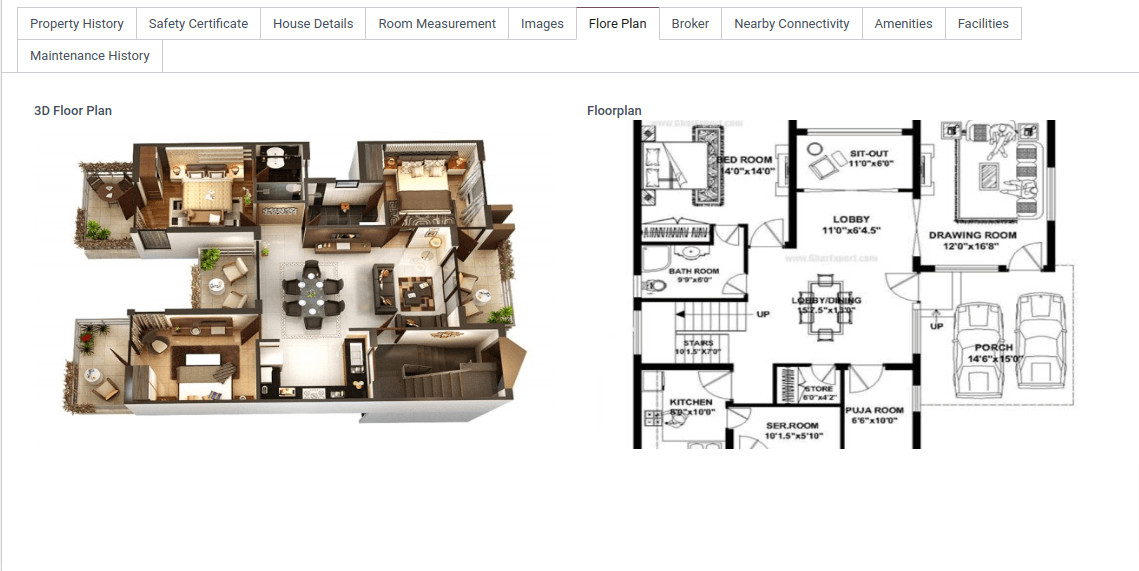 Property History
Safety Certificate
House Details
Room Measurement
Images
Flore Plan
Broker
Nearby Connectivity
Amenities
Facilities
Maintenance History
3D Floor Plan
Floorplan
www.GharExpert.com
BED ROOM
14'0"x14'0"
SIT-OUT
11'0"x6'0"
LOBBY
11'0"x6'4.5"
DRAWING ROOM
12'0"x16'8"
www.GharExpert.com
BATH ROOM
9'9"x6'0"
LOBBY/DINING
15'7.5"x13'0"
UP
UP
STAIRS
10'1.5"X7'0"
PORCH
14'6"x15'0"
KITCHEN
8'0"x10'0"
STORE
6'0"x4'2"
PUJA ROOM
6'6"x10'0"
SER.ROOM
10'1.5"x5'10"